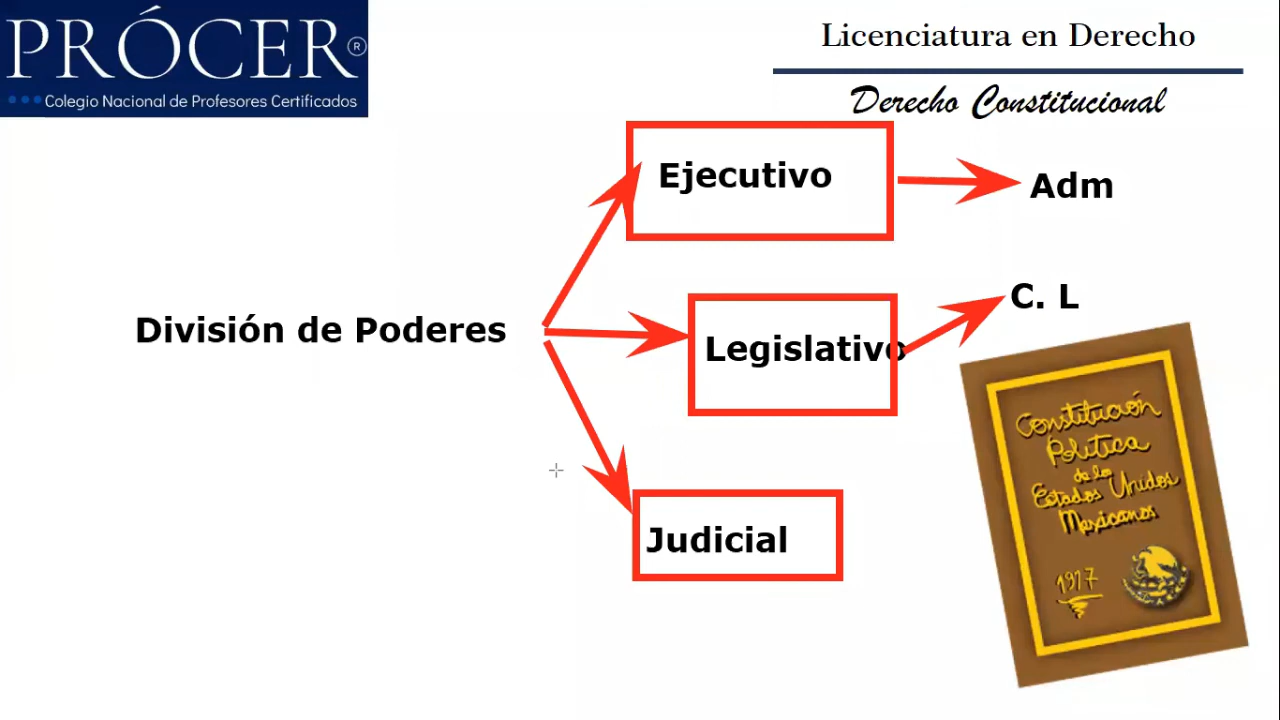 PRÓCER®
Colegio Nacional de Profesores Certificados
Licenciatura en Derecho
Derecho Constitucional
Ejecutivo
Adm
C. L
División de Poderes
Legislativo
Judicial
Constitución
Política
de los
Estados Unidos
Mexicanos
1917